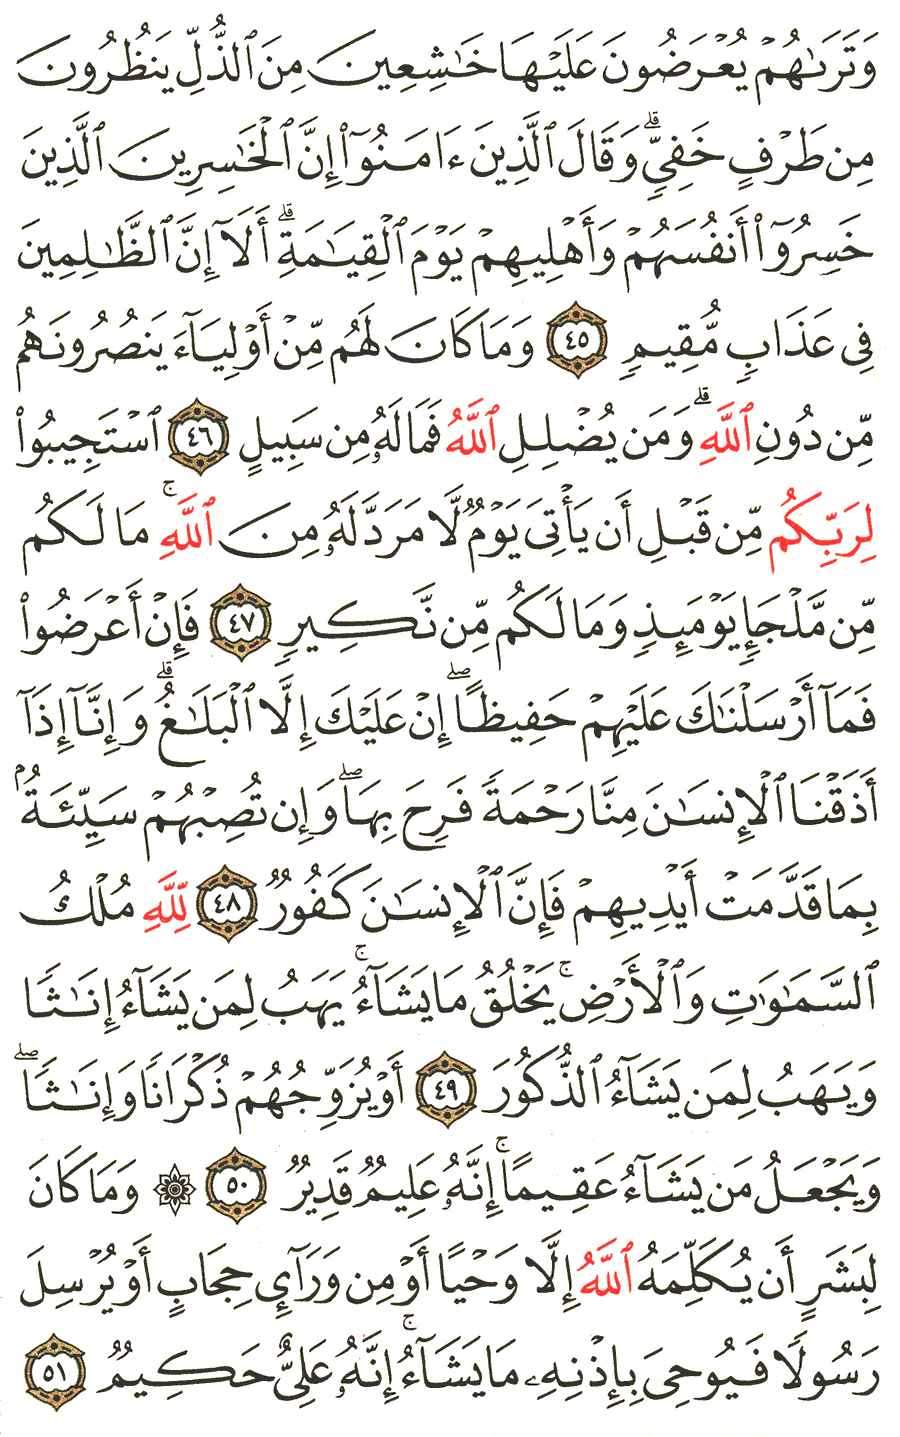 وَتَرَىٰهُمْ يُعْرَضُونَ عَلَيْهَا خَٰشِعِينَ مِنَ ٱلذُّلِّ يَنظُرُونَ
مِن طَرْفٍ خَفِيٍّۗ وَقَالَ ٱلَّذِينَ ءَامَنُوٓا۟ إِنَّ ٱلْخَٰسِرِينَ ٱلَّذِينَ
خَسِرُوٓا۟ أَنفُسَهُمْ وَأَهْلِيهِمْ يَوْمَ ٱلْقِيَٰمَةِۗ أَلَآ إِنَّ ٱلظَّٰلِمِينَ
فِى عَذَابٍ مُّقِيمٍ ٤٥ وَمَا كَانَ لَهُم مِّنْ أَوْلِيَآءَ يَنصُرُونَهُم
مِّن دُونِ ٱللَّهِۗ وَمَن يُضْلِلِ ٱللَّهُ فَمَا لَهُۥ مِن سَبِيلٍ ٤٦ ٱسْتَجِيبُوا۟
لِرَبِّكُم مِّن قَبْلِ أَن يَأْتِىَ يَوْمٌ لَّا مَرَدَّ لَهُۥ مِنَ ٱللَّهِۚ مَا لَكُم
مِّن مَّلْجَإٍ يَوْمَئِذٍ وَمَا لَكُم مِّن نَّكِيرٍ ٤٧ فَإِنْ أَعْرَضُوا۟
فَمَآ أَرْسَلْنَٰكَ عَلَيْهِمْ حَفِيظًاۖ إِنْ عَلَيْكَ إِلَّا ٱلْبَلَٰغُۗ وَإِنَّآ إِذَآ
أَذَقْنَا ٱلْإِنسَٰنَ مِنَّا رَحْمَةً فَرِحَ بِهَاۖ وَإِن تُصِبْهُمْ سَيِّئَةٌۢ
بِمَا قَدَّمَتْ أَيْدِيهِمْ فَإِنَّ ٱلْإِنسَٰنَ كَفُورٌ ٤٨ لِّلَّهِ مُلْكُ
ٱلسَّمَٰوَٰتِ وَٱلْأَرْضِۚ يَخْلُقُ مَا يَشَآءُۚ يَهَبُ لِمَن يَشَآءُ إِنَٰثًا
وَيَهَبُ لِمَن يَشَآءُ ٱلذُّكُورَ ٤٩ أَوْ يُزَوِّجُهُمْ ذُكْرَانًا وَإِنَٰثًاۖ
وَيَجْعَلُ مَن يَشَآءُ عَقِيمًاۚ إِنَّهُۥ عَلِيمٌ قَدِيرٌ ٥٠ ۞ وَمَا كَانَ
لِبَشَرٍ أَن يُكَلِّمَهُ ٱللَّهُ إِلَّا وَحْيًا أَوْ مِن وَرَآئِ حِجَابٍ أَوْ يُرْسِلَ
رَسُولًا فَيُوحِىَ بِإِذْنِهِۦ مَا يَشَآءُۚ إِنَّهُۥ عَلِىٌّ حَكِيمٌ ٥١